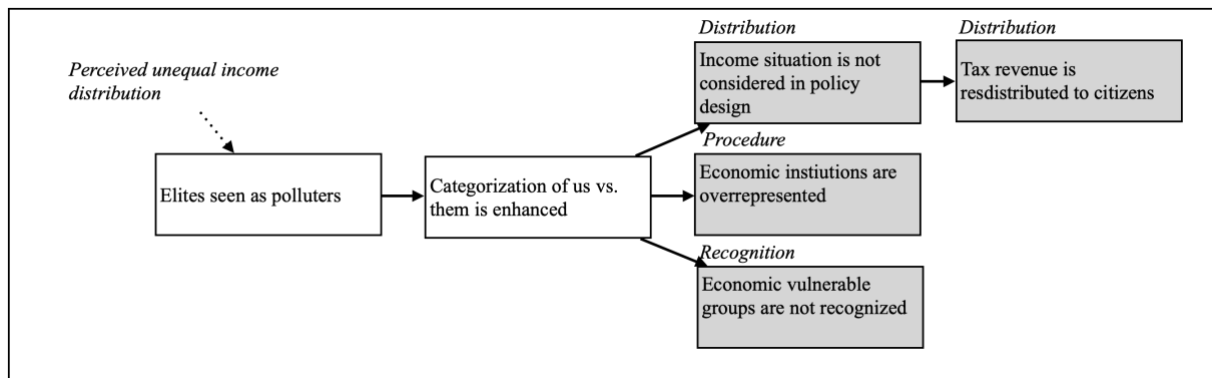 Distribution
Income situation is not
considered in policy
design
Distribution
Tax revenue is
resdistributed to citizens
Perceived unequal income
distribution
Elites seen as polluters
Categorization of us vs.
them is enhanced
Procedure
Economic instiutions are
overrepresented
Recognition
Economic vulnerable
groups are not recognized